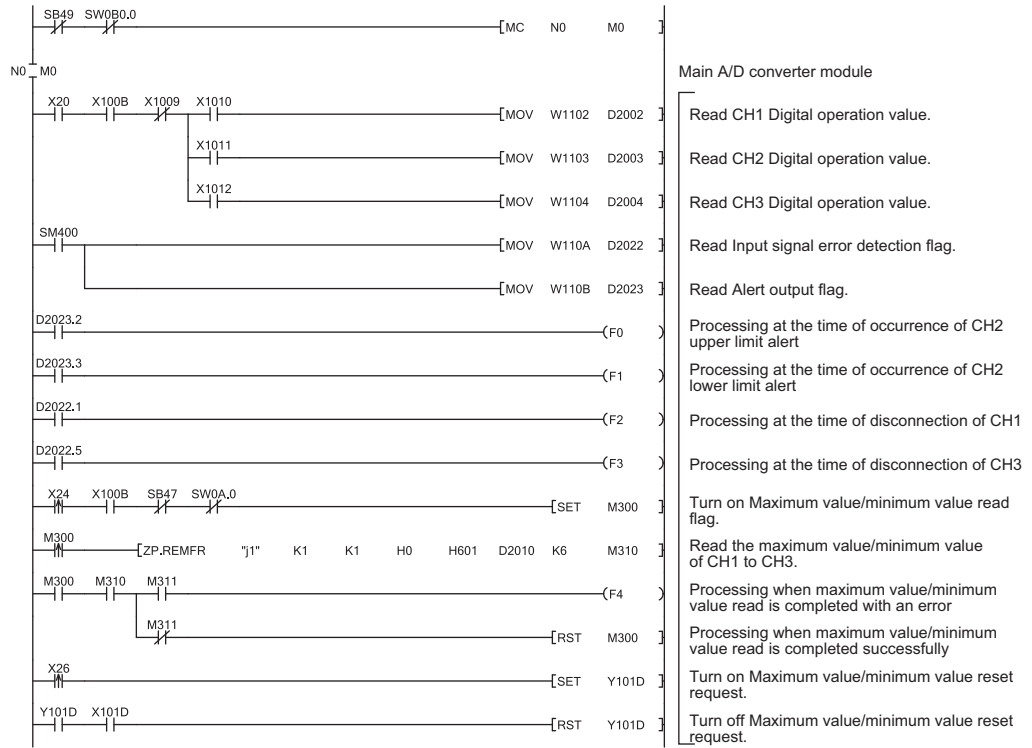 SB49 SW0B0.0
MC N0 M0
N0 M0
Main A/D converter module
X20 X100B X1009 X1010
MOV W1102 D2002
Read CH1 Digital operation value.
X1011
MOV W1103 D2003
Read CH2 Digital operation value.
X1012
MOV W1104 D2004
Read CH3 Digital operation value.
SM400
MOV W110A D2022
Read Input signal error detection flag.
MOV W110B D2023
Read Alert output flag.
D2023.2
F0
Processing at the time of occurrence of CH2
upper limit alert
D2023.3
F1
Processing at the time of occurrence of CH2
lower limit alert
D2022.1
F2
Processing at the time of disconnection of CH1
D2022.5
F3
Processing at the time of disconnection of CH3
X24 X100B SB47 SW0A.0
SET M300
Turn on Maximum value/minimum value read
flag.
M300
ZP.REMFR "j1" K1 K1 H0 H601 D2010 K6 M310
Read the maximum value/minimum value
of CH1 to CH3.
M300 M310 M311
F4
Processing when maximum value/minimum
value read is completed with an error
M311
RST M300
Processing when maximum value/minimum
value read is completed successfully
X26
SET Y101D
Turn on Maximum value/minimum value reset
request.
Y101D X101D
RST Y101D
Turn off Maximum value/minimum value reset
request.